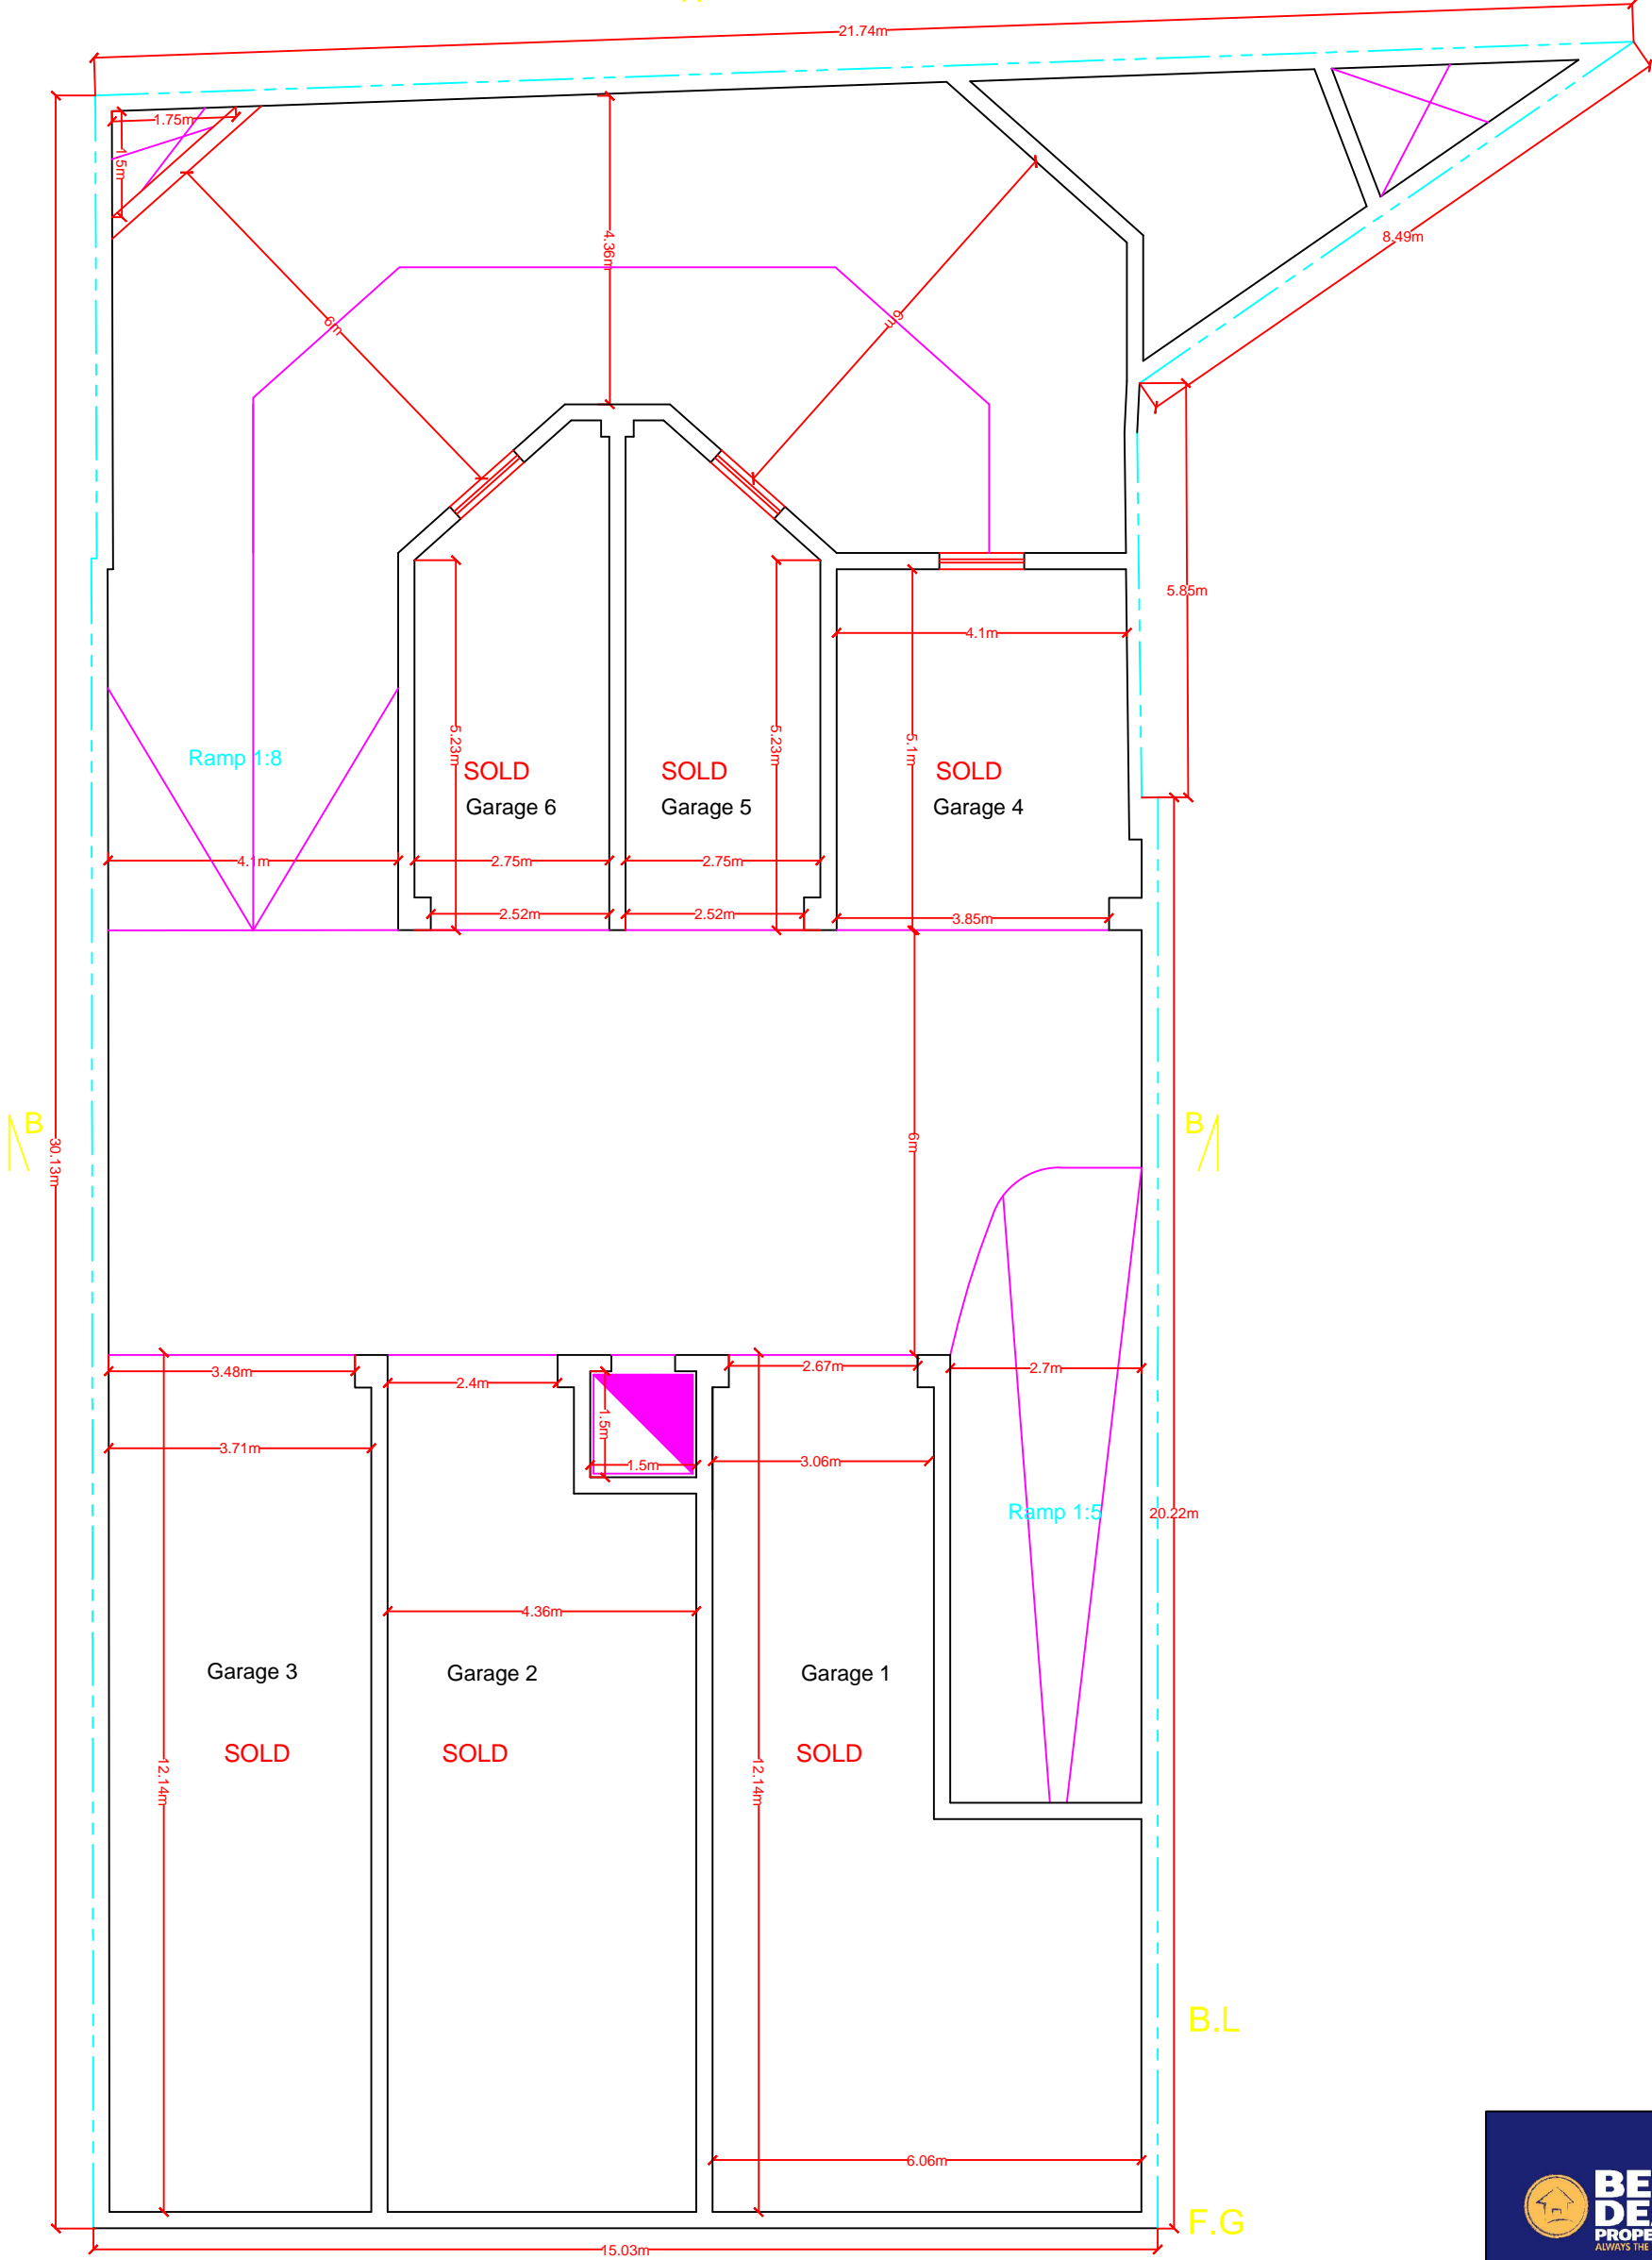 21.74m
1.75m
1.5m
4.36m
8.49m
6m
6m
5.85m
4.1m
Ramp 1:8
5.23m
5.23m
5.1m
SOLD
SOLD
SOLD
Garage 6
Garage 5
Garage 4
4.1m
2.75m
2.75m
2.52m
2.52m
3.85m
B
B
30.13m
6m
3.48m
2.4m
2.67m
2.7m
1.5m
3.71m
1.5m
3.06m
Ramp 1:5
20.22m
4.36m
Garage 3
Garage 2
Garage 1
SOLD
SOLD
SOLD
12.14m
12.14m
B.L
6.06m
F.G
15.03m
ALWAYS THE